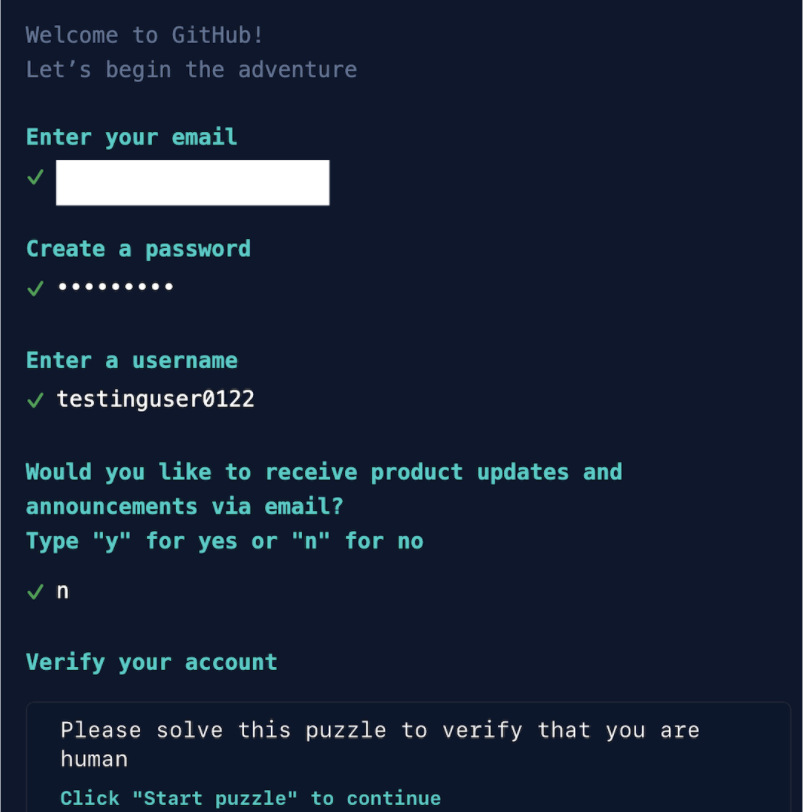 Welcome to GitHub!
Let’s begin the adventure
Enter your email
Create a password
•••••••••
Enter a username
testinguser0122
Would you like to receive product updates and
announcements via email?
Type "y" for yes or "n" for no
n
Verify your account
Please solve this puzzle to verify that you are
human
Click "Start puzzle" to continue